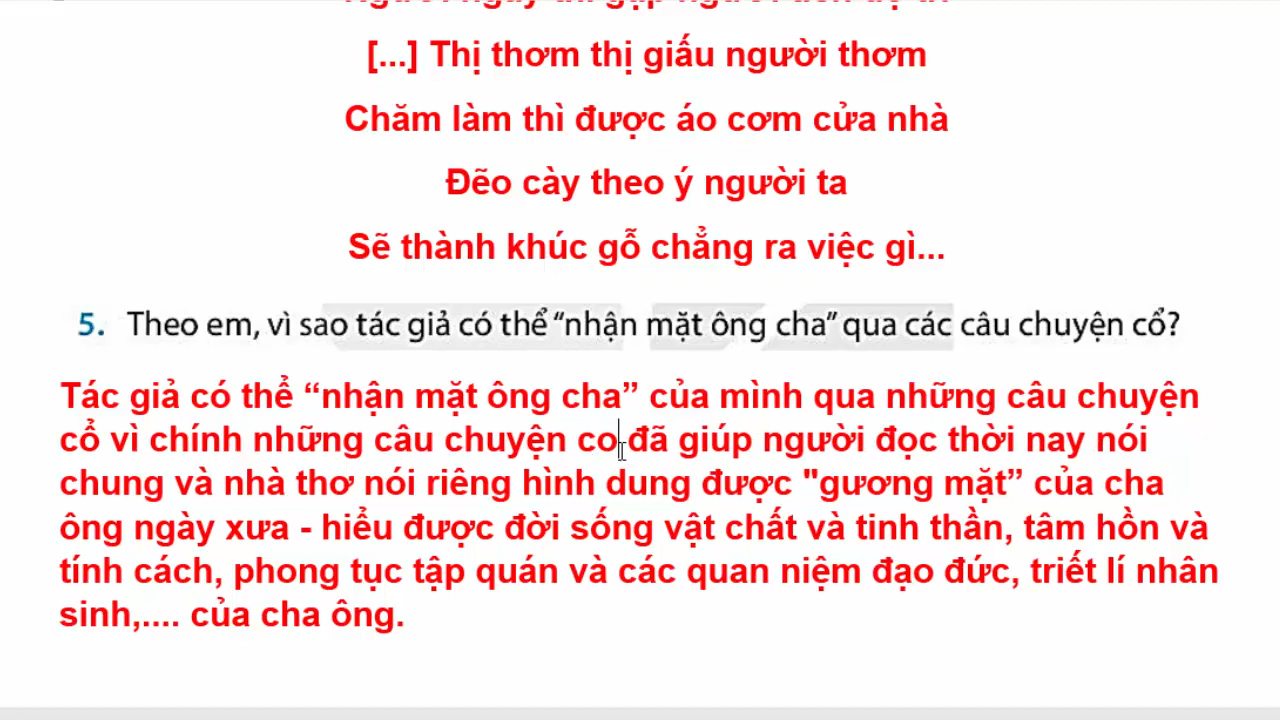 [...] Thị thơm thị giấu người thơm
Chăm làm thì được áo cơm cửa nhà
Đẽo cày theo ý người ta
Sẽ thành khúc gỗ chẳng ra việc gì...
5. Theo em, vì sao tác giả có thể “nhận mặt ông cha” qua các câu chuyện cổ?
Tác giả có thể “nhận mặt ông cha” của mình qua những câu chuyện
cổ vì chính những câu chuyện co đã giúp người đọc thời nay nói
chung và nhà thơ nói riêng hình dung được "gương mặt” của cha
ông ngày xưa - hiểu được đời sống vật chất và tinh thần, tâm hồn và
tính cách, phong tục tập quán và các quan niệm đạo đức, triết lí nhân
sinh,.... của cha ông.